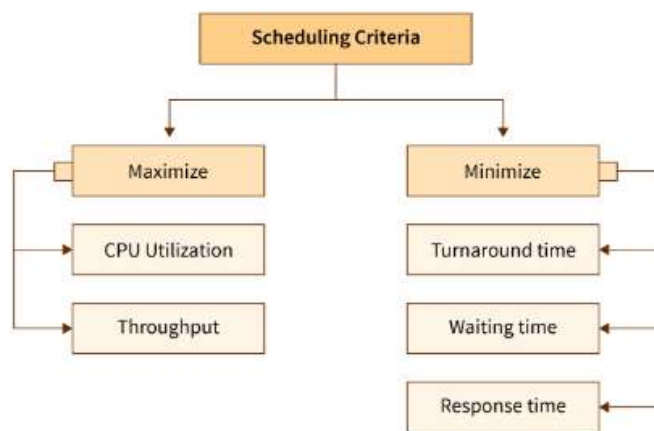 Scheduling Criteria
Maximize
Minimize
CPU Utilization
Turnaround time
Throughput
Waiting time
Response time